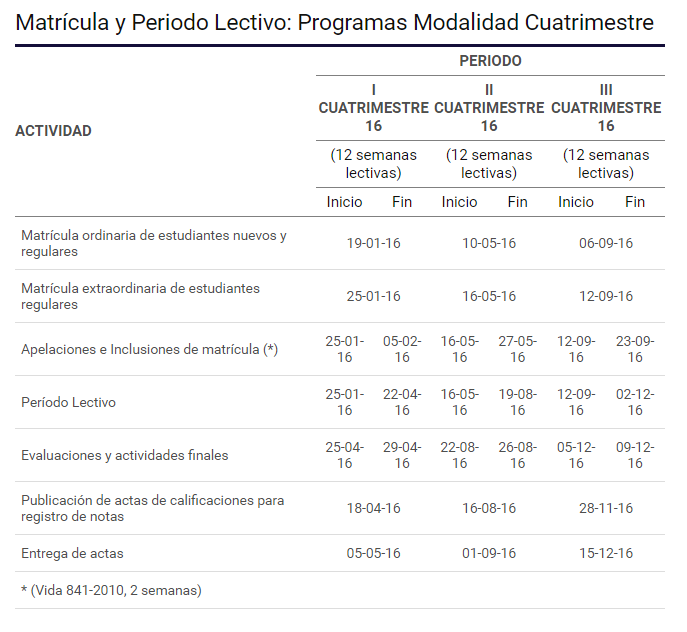 Matrícula y Periodo Lectivo: Programas Modalidad Cuatrimestre
PERIODO
ACTIVIDAD
I CUATRIMESTRE 16
II CUATRIMESTRE 16
III CUATRIMESTRE 16
(12 semanas lectivas)
(12 semanas lectivas)
(12 semanas lectivas)
Inicio Fin Inicio Fin Inicio Fin
Matrícula ordinaria de estudiantes nuevos y regulares 19-01-16 10-05-16 06-09-16
Matrícula extraordinaria de estudiantes regulares 25-01-16 16-05-16 12-09-16
Apelaciones e Inclusiones de matrícula (*) 25-01-16 05-02-16 16-05-16 27-05-16 12-09-16 23-09-16
Período Lectivo 25-01-16 22-04-16 16-05-16 19-08-16 12-09-16 02-12-16
Evaluaciones y actividades finales 25-04-16 29-04-16 22-08-16 26-08-16 05-12-16 09-12-16
Publicación de actas de calificaciones para registro de notas 18-04-16 16-08-16 28-11-16
Entrega de actas 05-05-16 01-09-16 15-12-16
* (Vida 841-2010, 2 semanas)